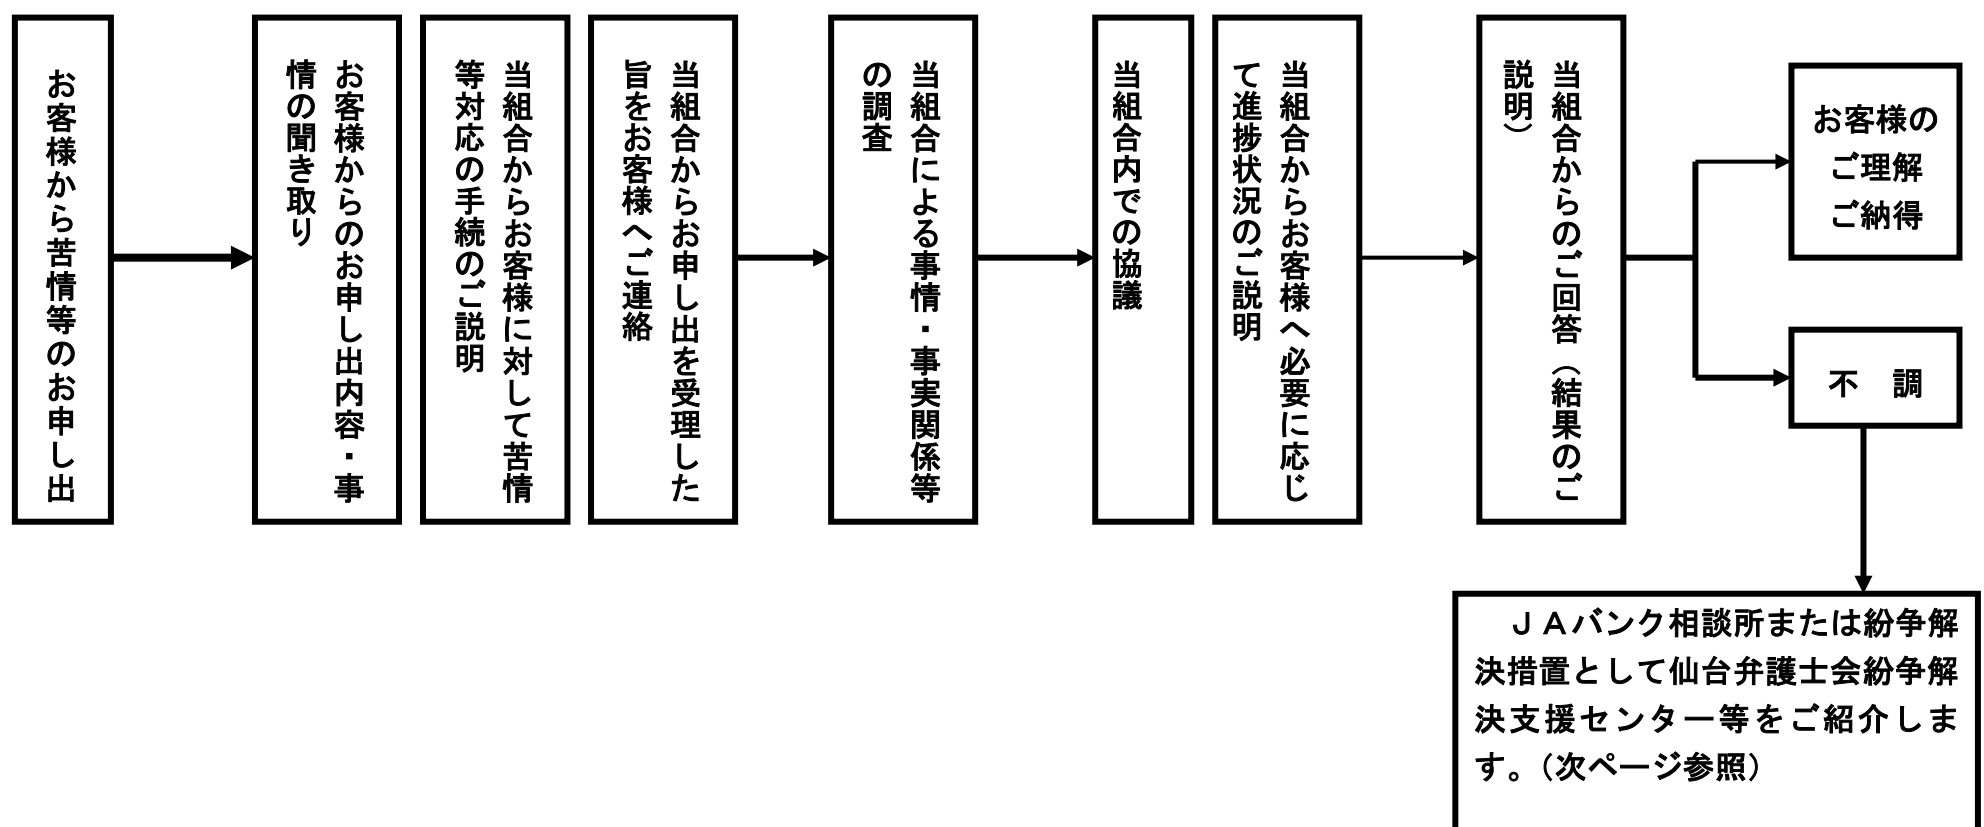 お客様から苦情等のお申し出
お客様からのお申し出内容・事
情の聞き取り
当組合からお客様に対して苦情
等対応の手続のご説明
当組合からお申し出を受理した
旨をお客様へご連絡
当組合による事情・事実関係等
の調査
当組合内での協議
当組合からお客様へ必要に応じ
て進捗状況のご説明
当組合からのご回答（結果のご
説明）
お客様の
ご理解
ご納得
不　調
ＪＡバンク相談所または紛争解
決措置として仙台弁護士会紛争解
決支援センター等をご紹介しま
す。（次ページ参照）